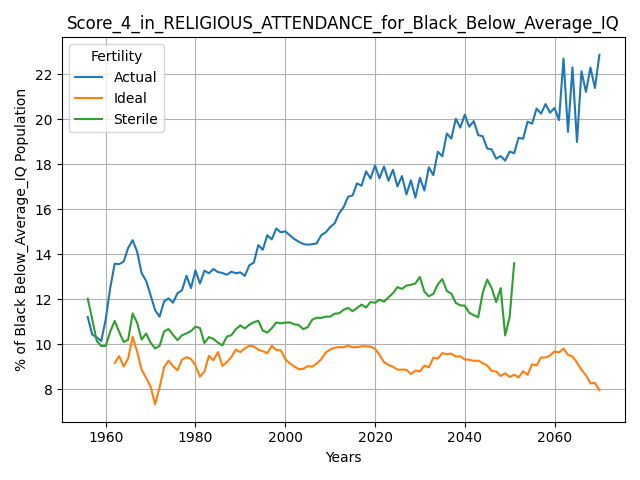 Score_4_in_RELIGIOUS_ATTENDANCE_for_Black_Below_Average_IQ
Fertility
Actual
Ideal
Sterile
% of Black Below_Average_IQ Population
22
20
18
16
14
12
10
8
1960 1980 2000 2020 2040 2060
Years